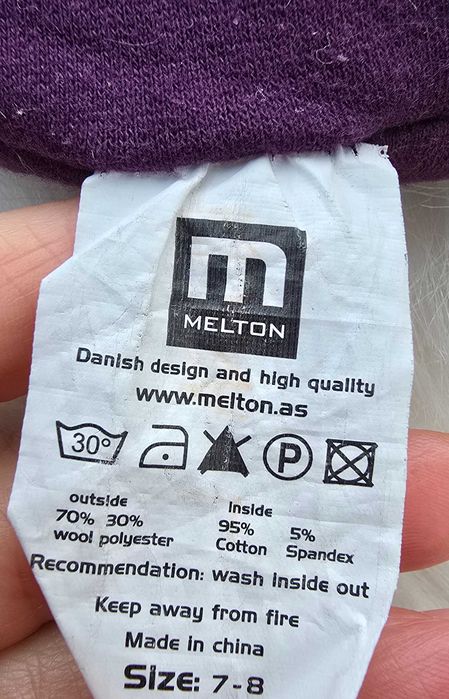 m
MELTON
Danish design and high quality
www.melton.as
30° P
outside inside
70% 30% 95% 5%
wool polyester Cotton Spandex
Recommendation: wash inside out
Keep away from fire
Made in china
Size: 7-8